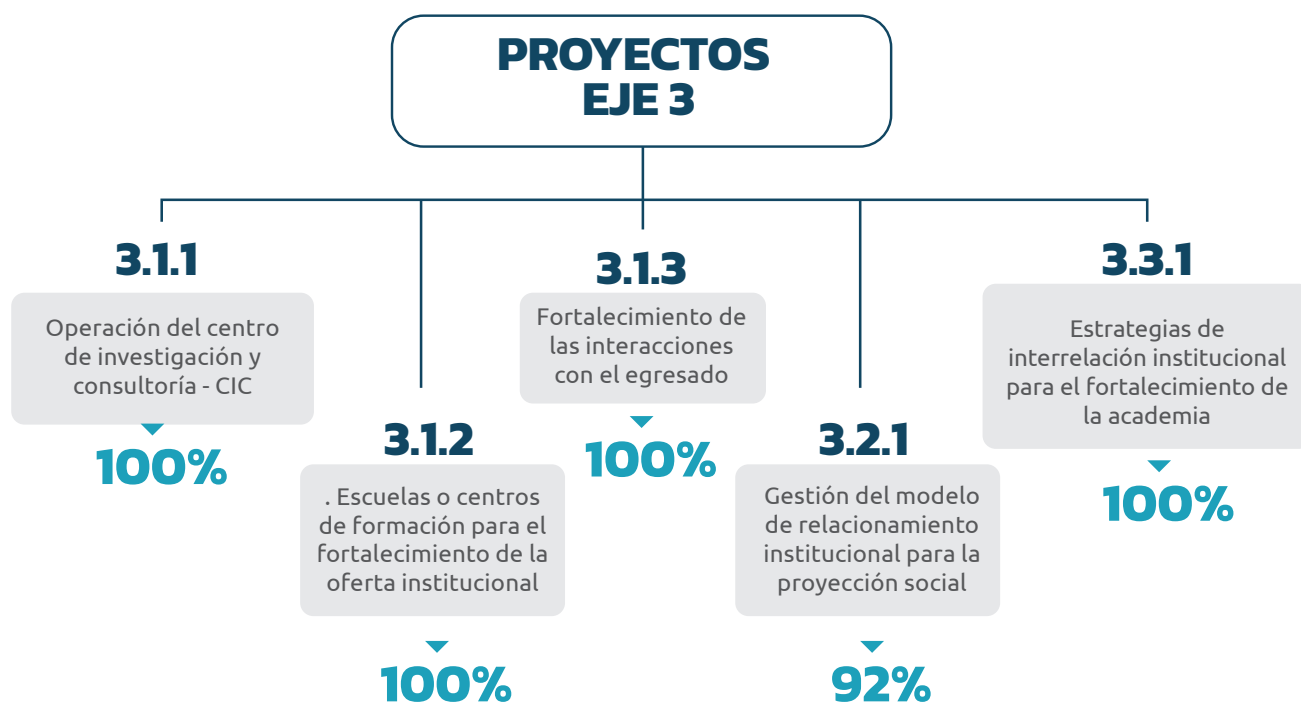 PROYECTOS
EJE 3
3.1.1
Operación del centro
de investigación y
consultoría - CIC
100%
3.1.2
. Escuelas o centros
de formación para el
fortalecimiento de la
oferta institucional
100%
3.1.3
Fortalecimiento de
las interacciones
con el egresado
100%
3.2.1
Gestión del modelo
de relacionamiento
institucional para la
proyección social
92%
3.3.1
Estrategias de
interrelación institucional
para el fortalecimiento de
la academia
100%